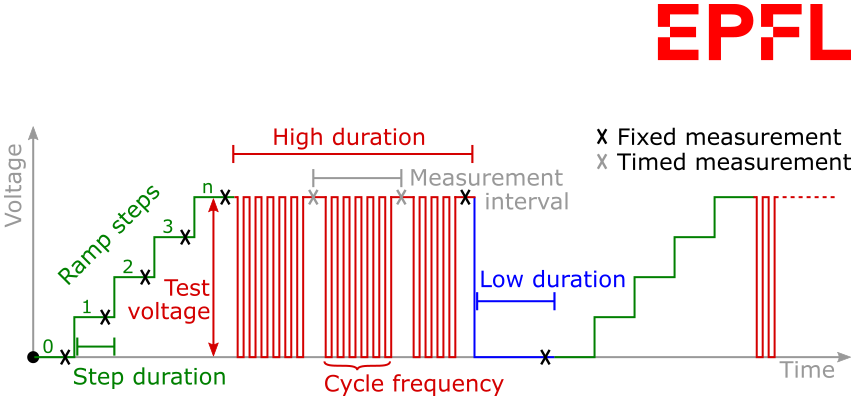 EPFL
High duration
Fixed measurement
Timed measurement
Measurement
interval
Voltage
Ramp steps
n
3
2
1
0
Test
voltage
Low duration
Step duration
Cycle frequency
Time